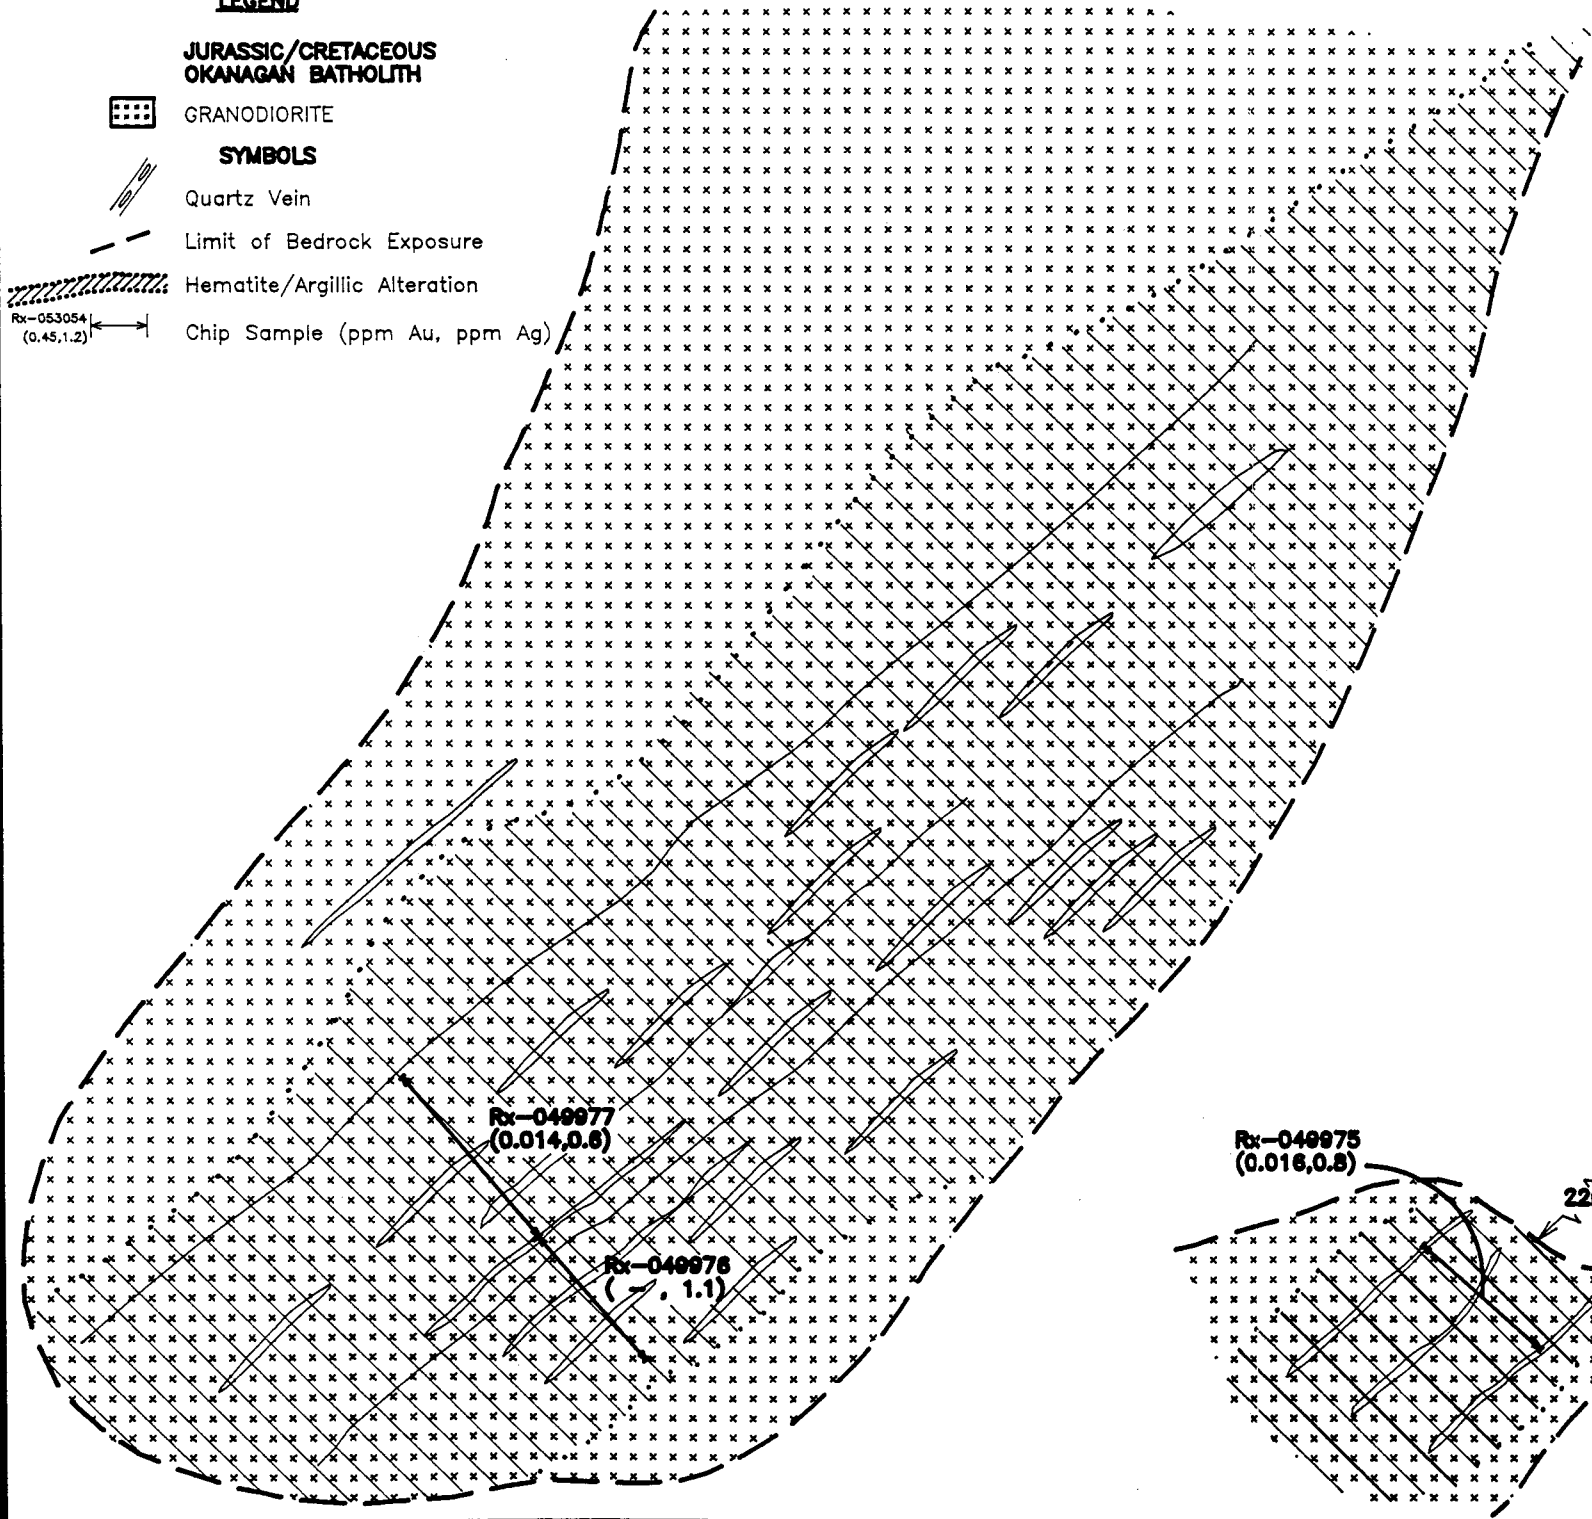 LEGEND
JURASSIC/CRETACEOUS
OKANAGAN BATHOLITH
GRANODIORITE
SYMBOLS
Quartz Vein
Limit of Bedrock Exposure
Hematite/Argillic Alteration
Rx-053054
(0.45,1.2)
Chip Sample (ppm Au, ppm Ag)
Rx-049977
(0.014,0.6)
Rx-049976
( - , 1.1)
Rx-049975
(0.016,0.8)